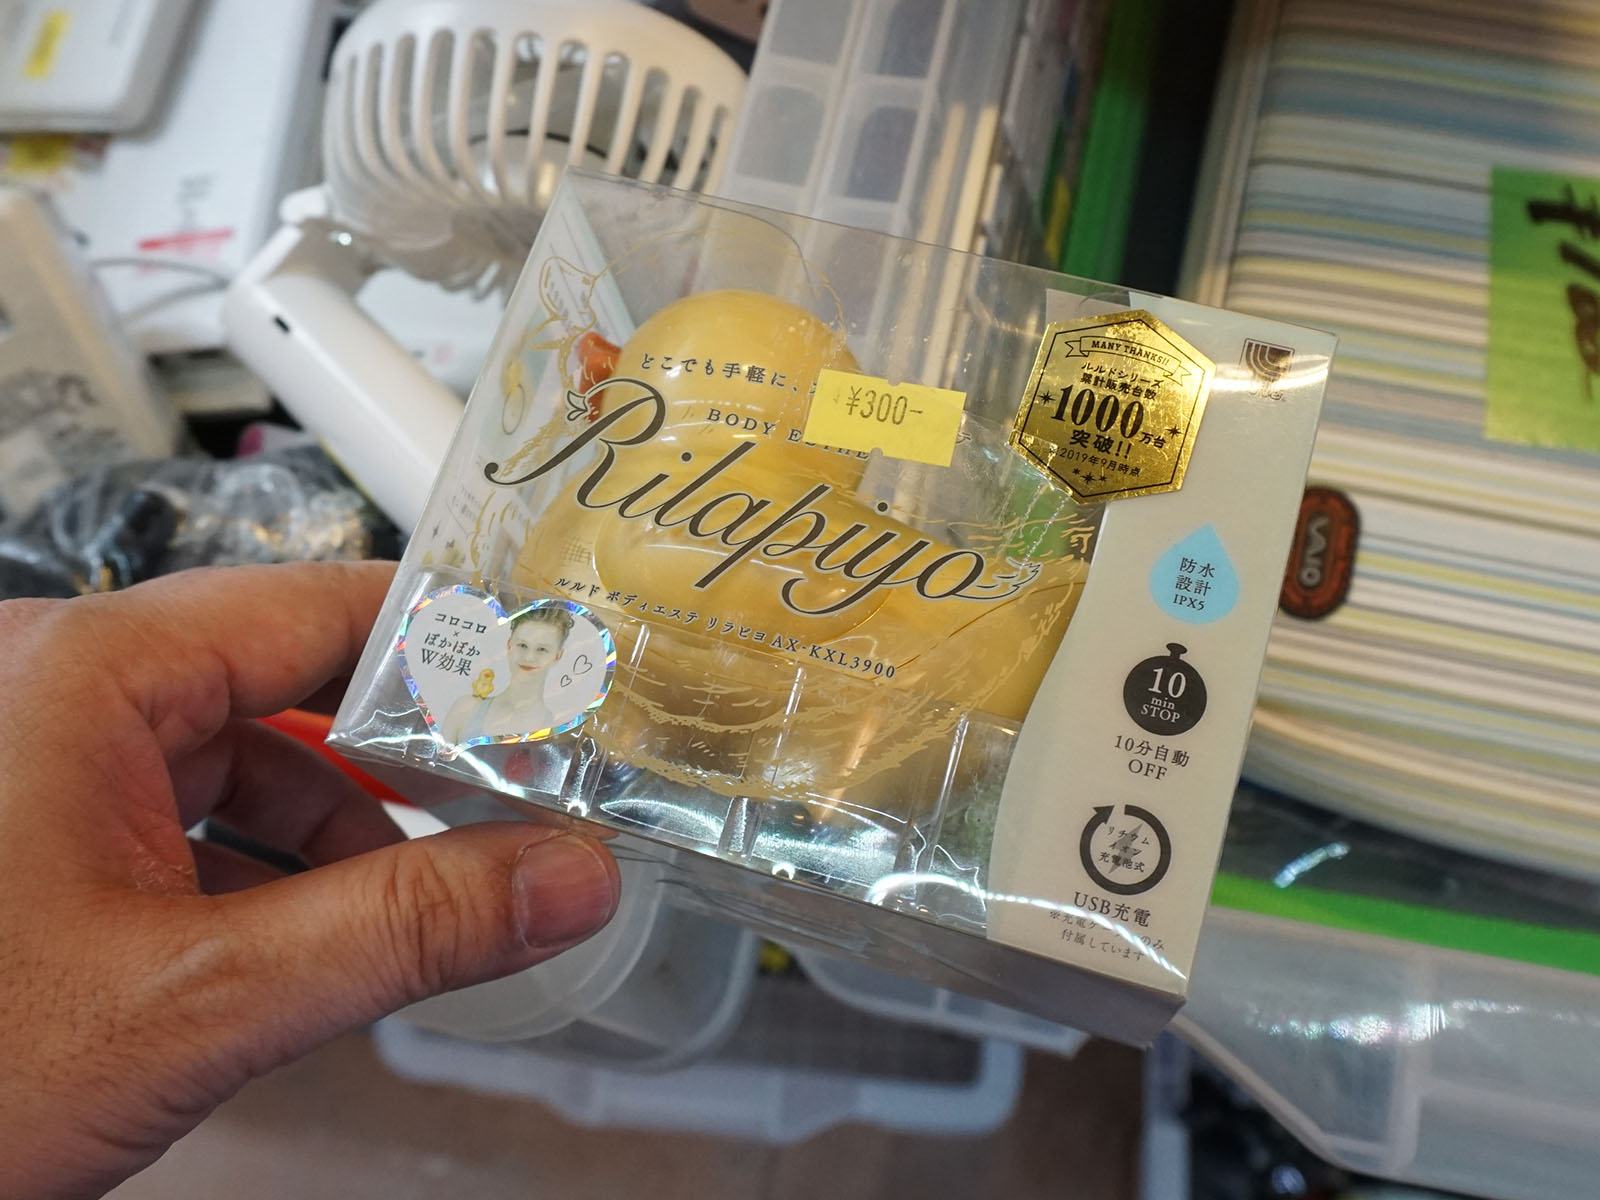 どこでも手軽に、
¥300-
BODY
Rilapiyo
ルルド ボディエステ リラピヨ AX-KXL3900
コロコロ
×
ぽかぽか
W効果
MANY THANKS!!
ルルドシリーズ
累計販売台数
1000万台
突破!!
※2019年9月時点
防水
設計
IPX5
10
min
STOP
10分自動
OFF
リチウム
イオン
充電池式
USB充電
のみ
付属しています
VAIO